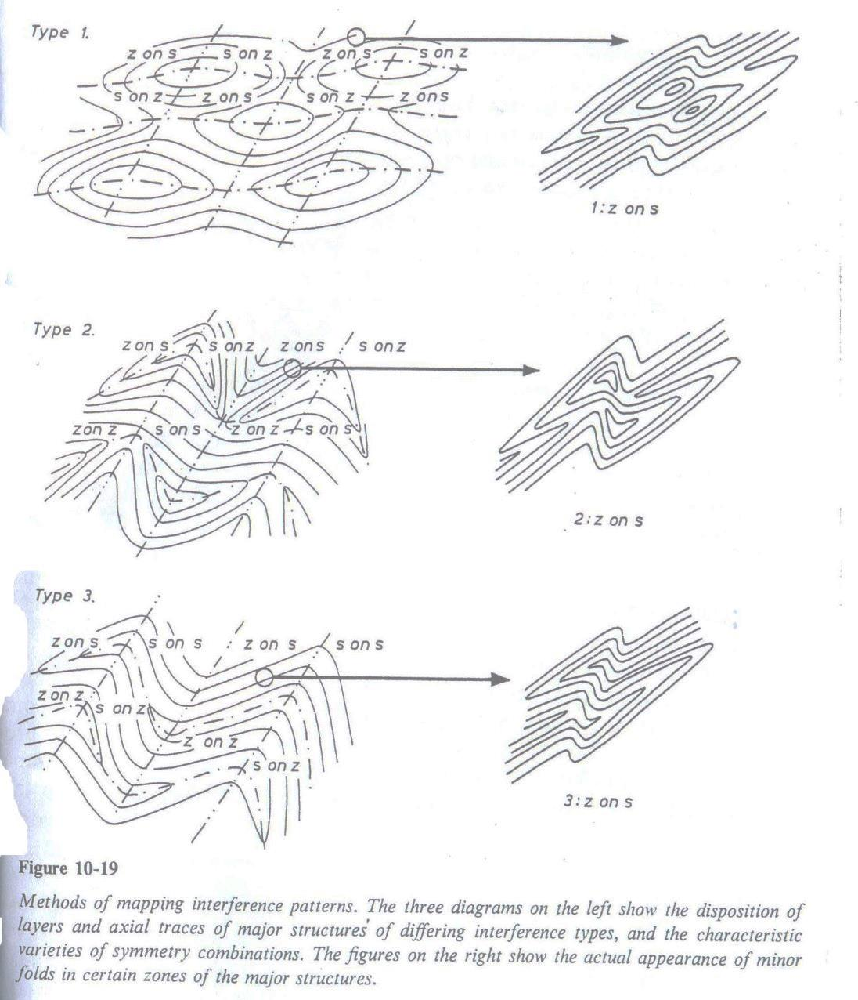 Type 1.
z on s
s on z
z on s
s on z
s on z
z on s
s on z
z ons
1:z on s
Type 2.
z on s
s on z
z ons
s on z
zon z
s on s
z on z
s on s
2:z on s
Type 3.
z on s
s on s
z on s
s on s
z on z
s on z
z on z
s on z
3:z on s
Figure 10-19
Methods of mapping interference patterns. The three diagrams on the left show the disposition of
layers and axial traces of major structures of differing interference types, and the characteristic
varieties of symmetry combinations. The figures on the right show the actual appearance of minor
folds in certain zones of the major structures.